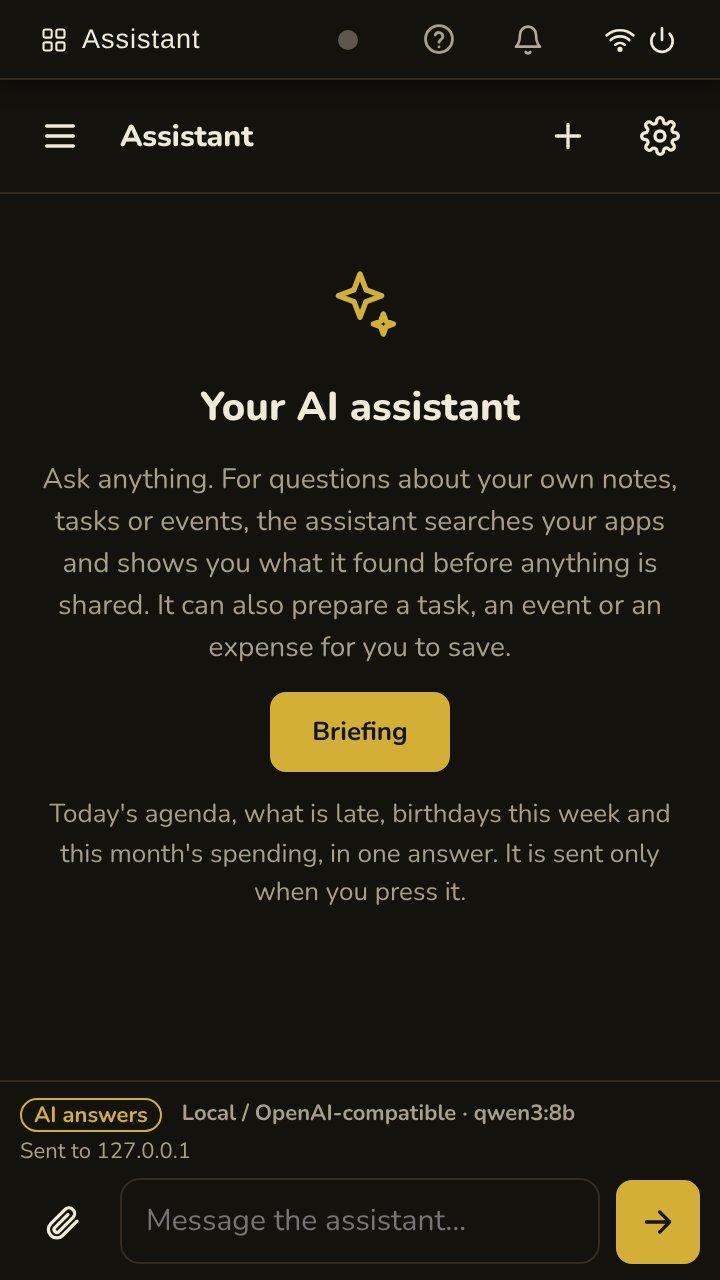 Assistant
Assistant
Your AI assistant
Ask anything. For questions about your own notes,
tasks or events, the assistant searches your apps
and shows you what it found before anything is
shared. It can also prepare a task, an event or an
expense for you to save.
Briefing
Today's agenda, what is late, birthdays this week and
this month's spending, in one answer. It is sent only
when you press it.
AI answers Local / OpenAI-compatible · qwen3:8b
Sent to 127.0.0.1
Message the assistant...